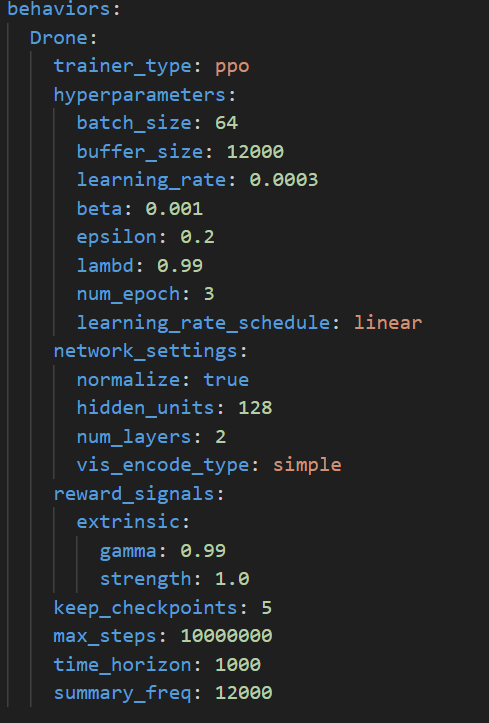 behaviors:
  Drone:
    trainer_type: ppo
    hyperparameters:
      batch_size: 64
      buffer_size: 12000
      learning_rate: 0.0003
      beta: 0.001
      epsilon: 0.2
      lambd: 0.99
      num_epoch: 3
      learning_rate_schedule: linear
    network_settings:
      normalize: true
      hidden_units: 128
      num_layers: 2
      vis_encode_type: simple
    reward_signals:
      extrinsic:
        gamma: 0.99
        strength: 1.0
    keep_checkpoints: 5
    max_steps: 10000000
    time_horizon: 1000
    summary_freq: 12000